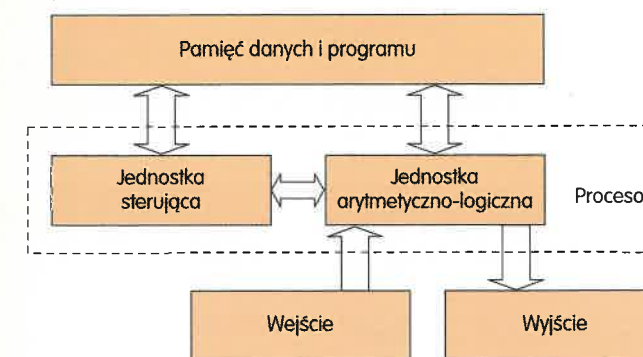 Pamięć danych i programu
Jednostka
sterująca
Jednostka
arytmetyczno-logiczna
Proceso
Wejście
Wyjście